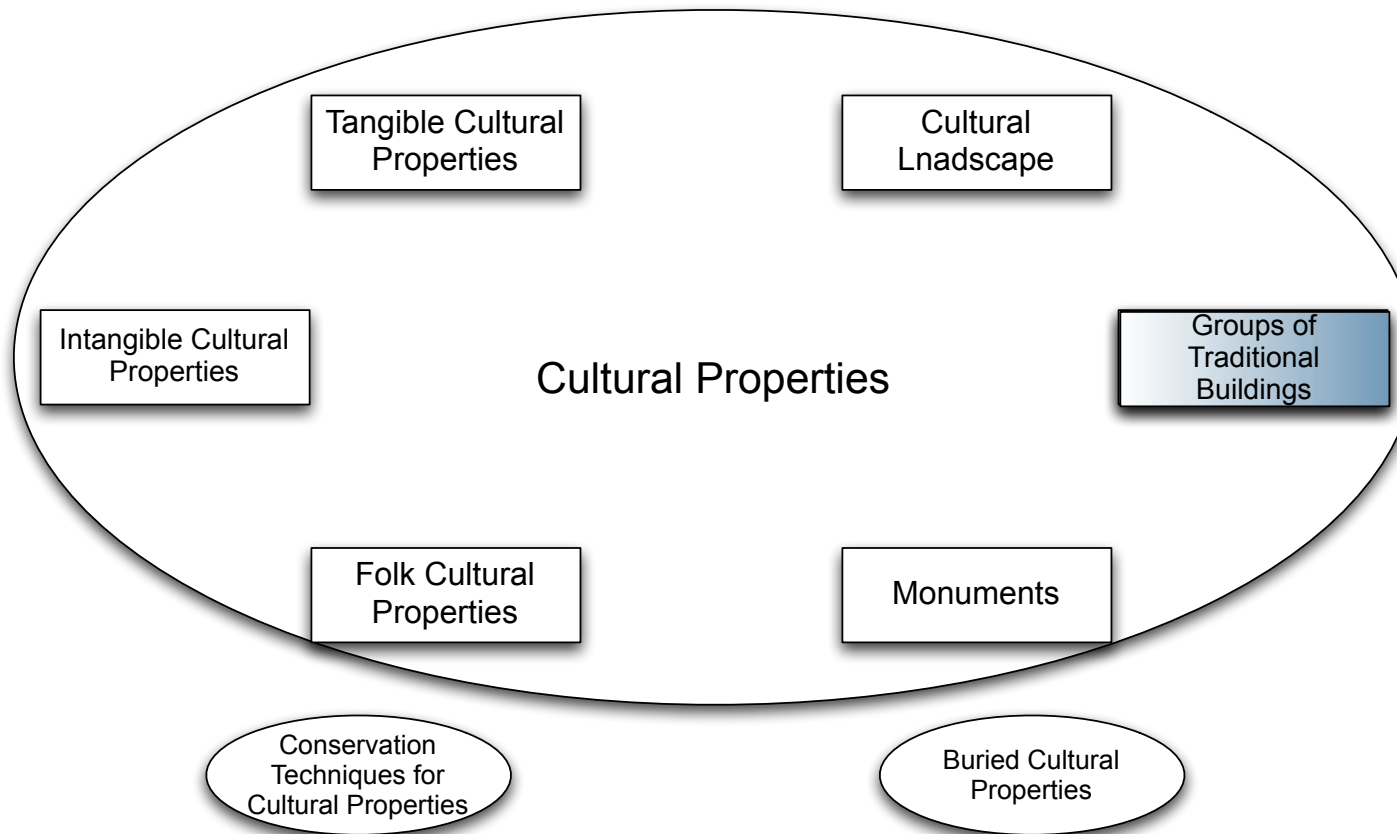 Tangible Cultural
Properties
Cultural
Lnadscape
Intangible Cultural
Properties
Cultural Properties
Groups of
Traditional
Buildings
Folk Cultural
Properties
Monuments
Conservation
Techniques for
Cultural Properties
Buried Cultural
Properties